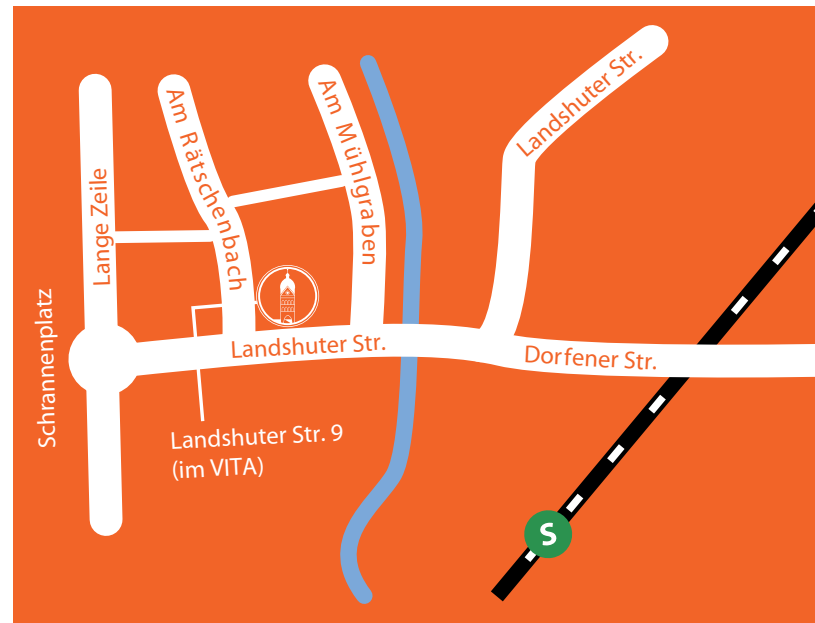 Lange Zeile
Am Rätschenbach
Am Mühlgraben
Landshuter Str.
Schrannenplatz
Landshuter Str.
Dorfener Str.
Landshuter Str. 9
(im VITA)
S